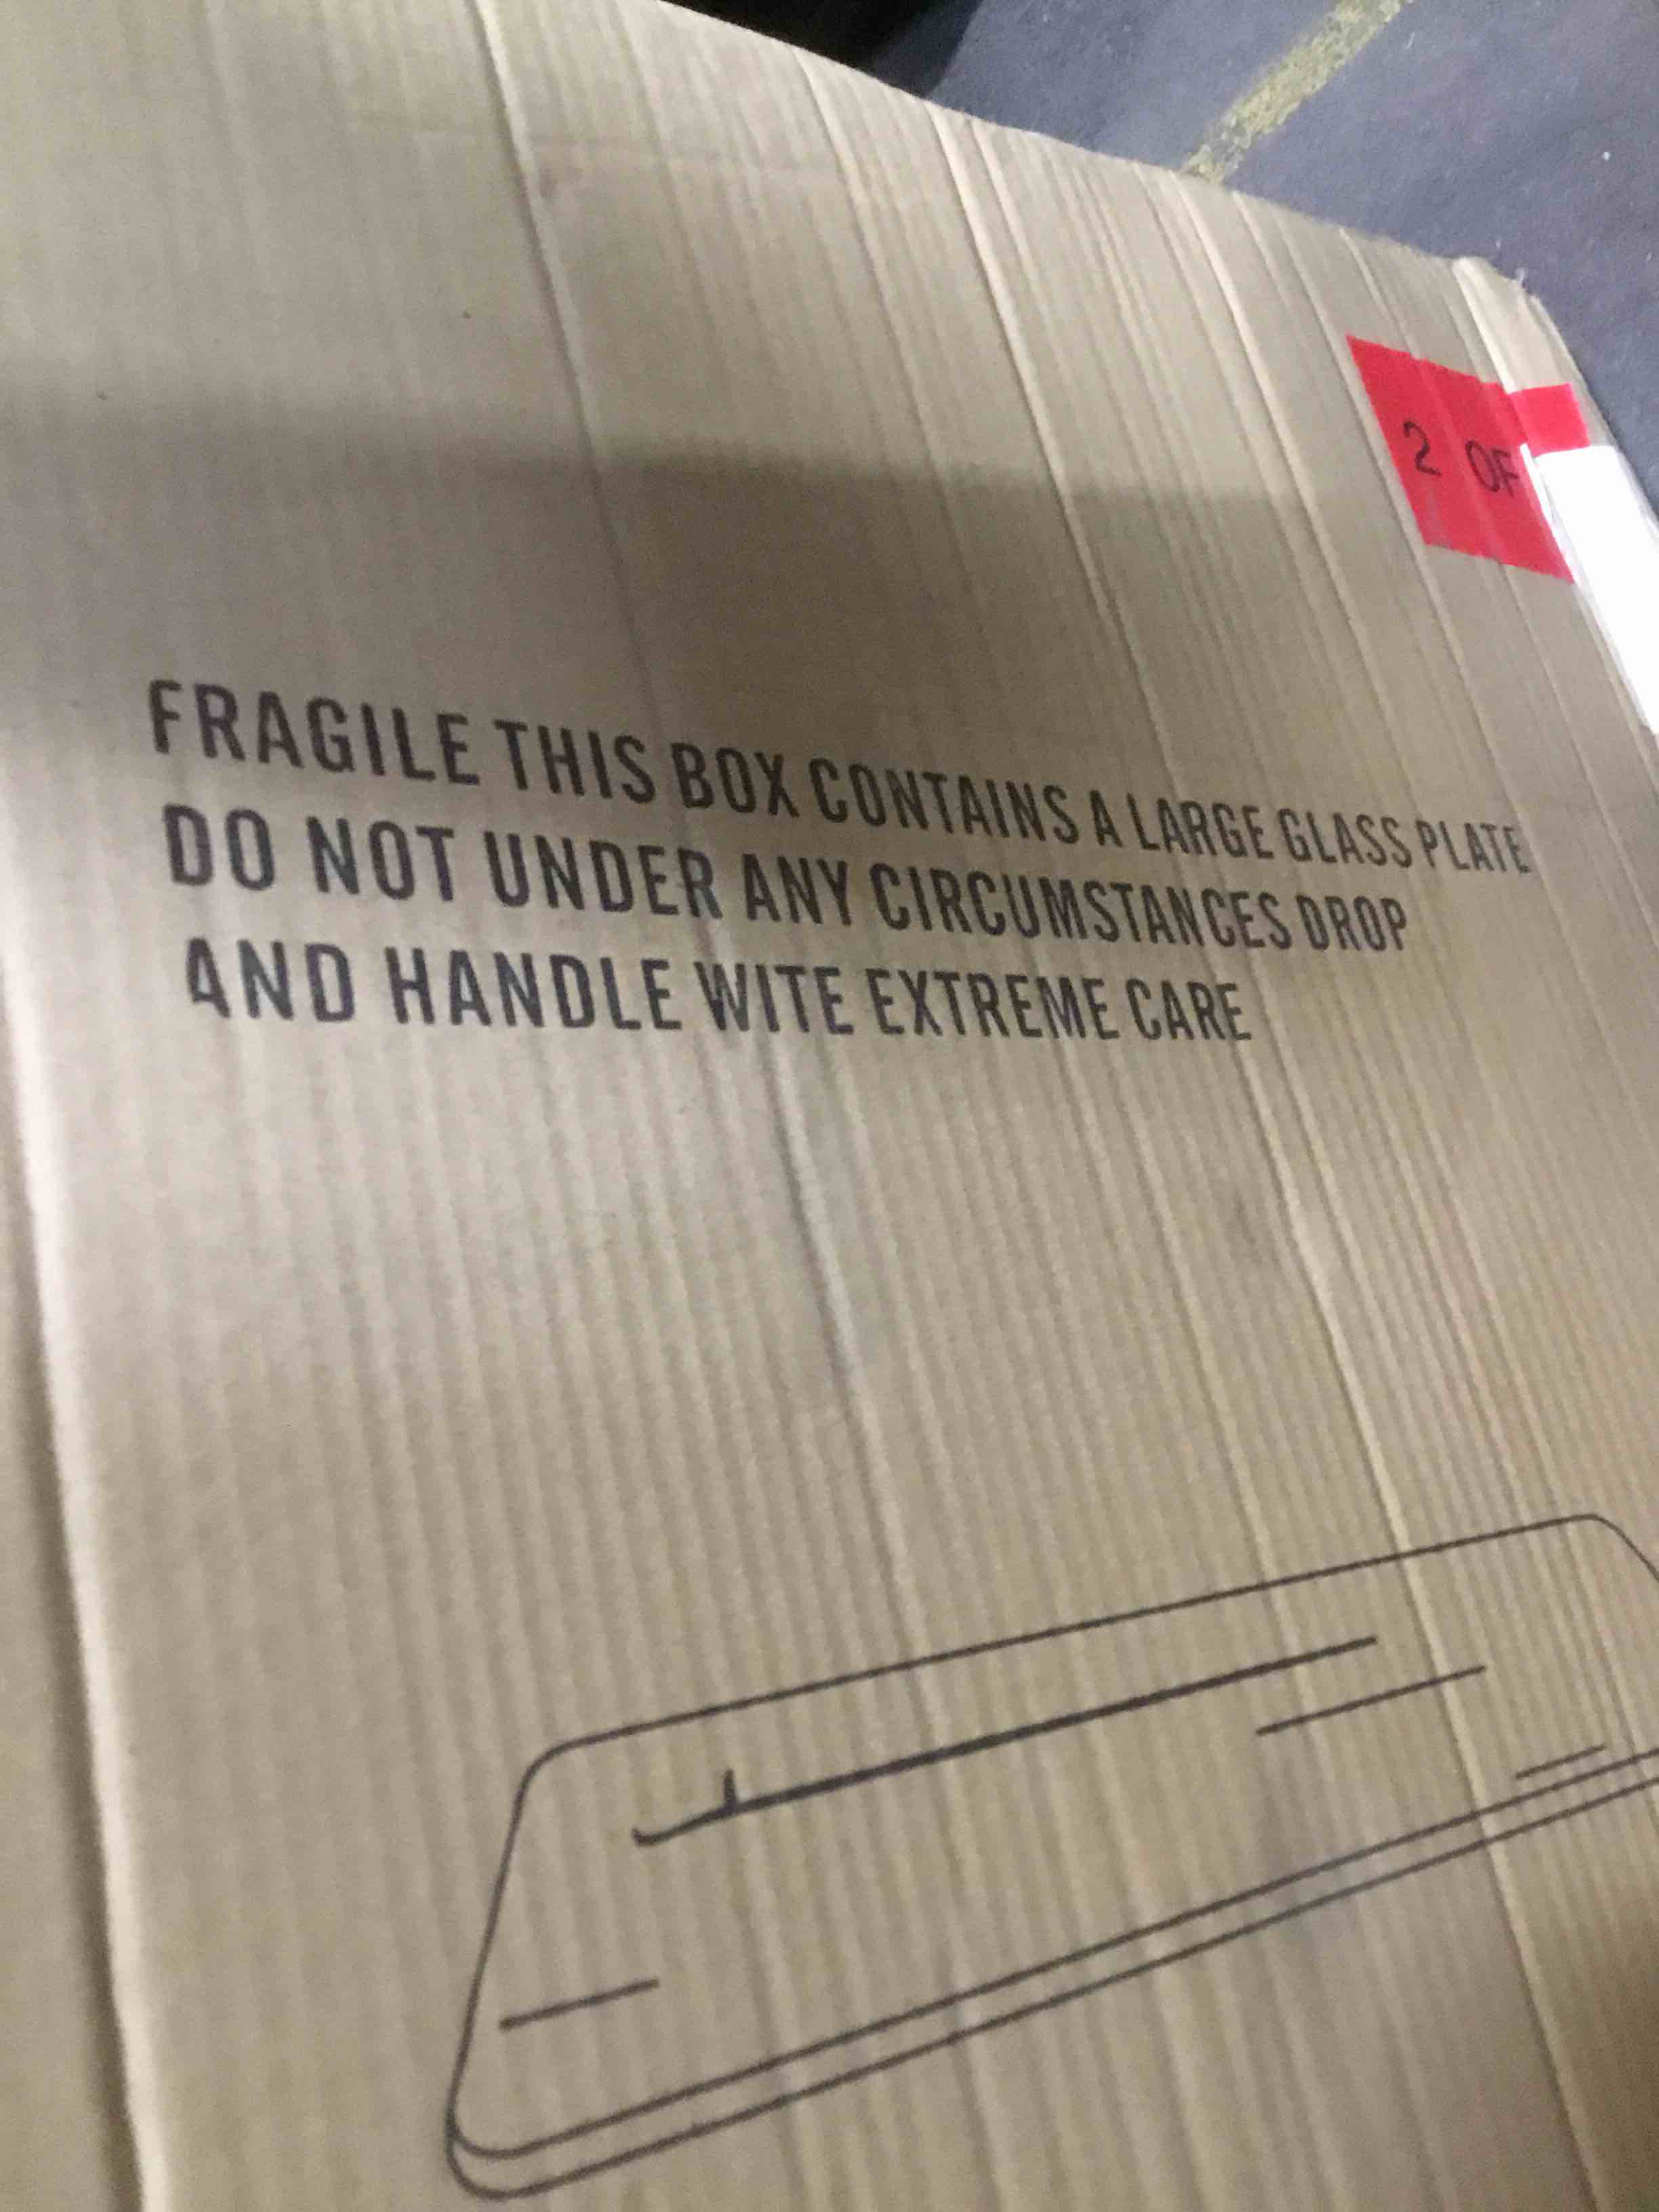 2 OF
FRAGILE THIS BOX CONTAINS A LARGE GLASS PLATE
DO NOT UNDER ANY CIRCUMSTANCES DROP
AND HANDLE WITE EXTREME CARE